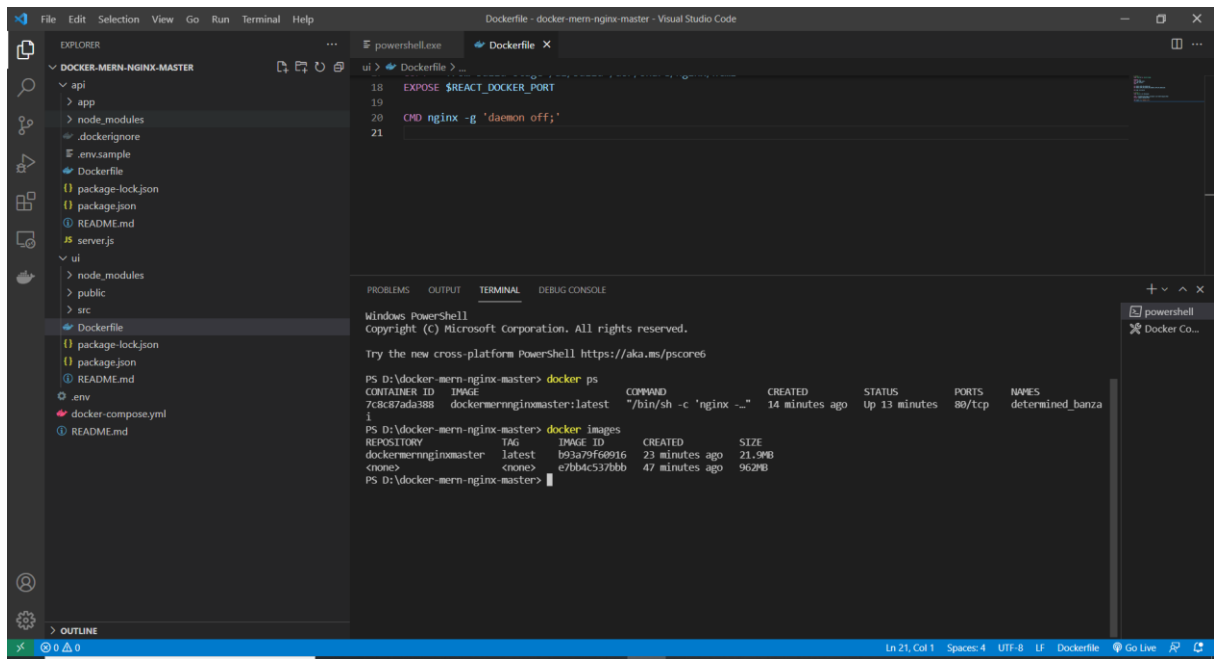 File Edit Selection View Go Run Terminal Help
Dockerfile - docker-mern-nginx-master - Visual Studio Code
EXPLORER
DOCKER-MERN-NGINX-MASTER
api
app
node_modules
.dockerignore
.env.sample
Dockerfile
{} package-lock.json
{} package.json
README.md
JS server.js
ui
node_modules
public
src
Dockerfile
{} package-lock.json
{} package.json
README.md
.env
docker-compose.yml
README.md
OUTLINE
powershell.exe
Dockerfile
ui > Dockerfile > ...
18 EXPOSE $REACT_DOCKER_PORT
19
20 CMD nginx -g 'daemon off;'
21
PROBLEMS OUTPUT TERMINAL DEBUG CONSOLE
Windows PowerShell
Copyright (C) Microsoft Corporation. All rights reserved.
Try the new cross-platform PowerShell https://aka.ms/pscore6
PS D:\docker-mern-nginx-master> docker ps
CONTAINER ID IMAGE COMMAND CREATED STATUS PORTS NAMES
7c8c87ada388 dockermernnginxmaster:latest "/bin/sh -c 'nginx -…" 14 minutes ago Up 13 minutes 80/tcp determined_banza
i
PS D:\docker-mern-nginx-master> docker images
REPOSITORY TAG IMAGE ID CREATED SIZE
dockermernnginxmaster latest b93a79f60916 23 minutes ago 21.9MB
<none> <none> e7bb4c537bbb 47 minutes ago 962MB
PS D:\docker-mern-nginx-master>
powershell
Docker Co...
0 0
Ln 21, Col 1 Spaces: 4 UTF-8 LF Dockerfile Go Live